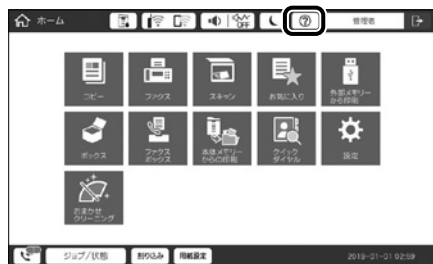 ホーム
OFF
?
管理者
コピー
ファクス
スキャン
お気に入り
外部メモリー
から印刷
ボックス
ファクス
ボックス
本体メモリー
からの印刷
クイック
ダイヤル
設定
おまかせ
クリーニング
ジョブ/状態
割り込み
用紙設定
2019-01-01 02:59